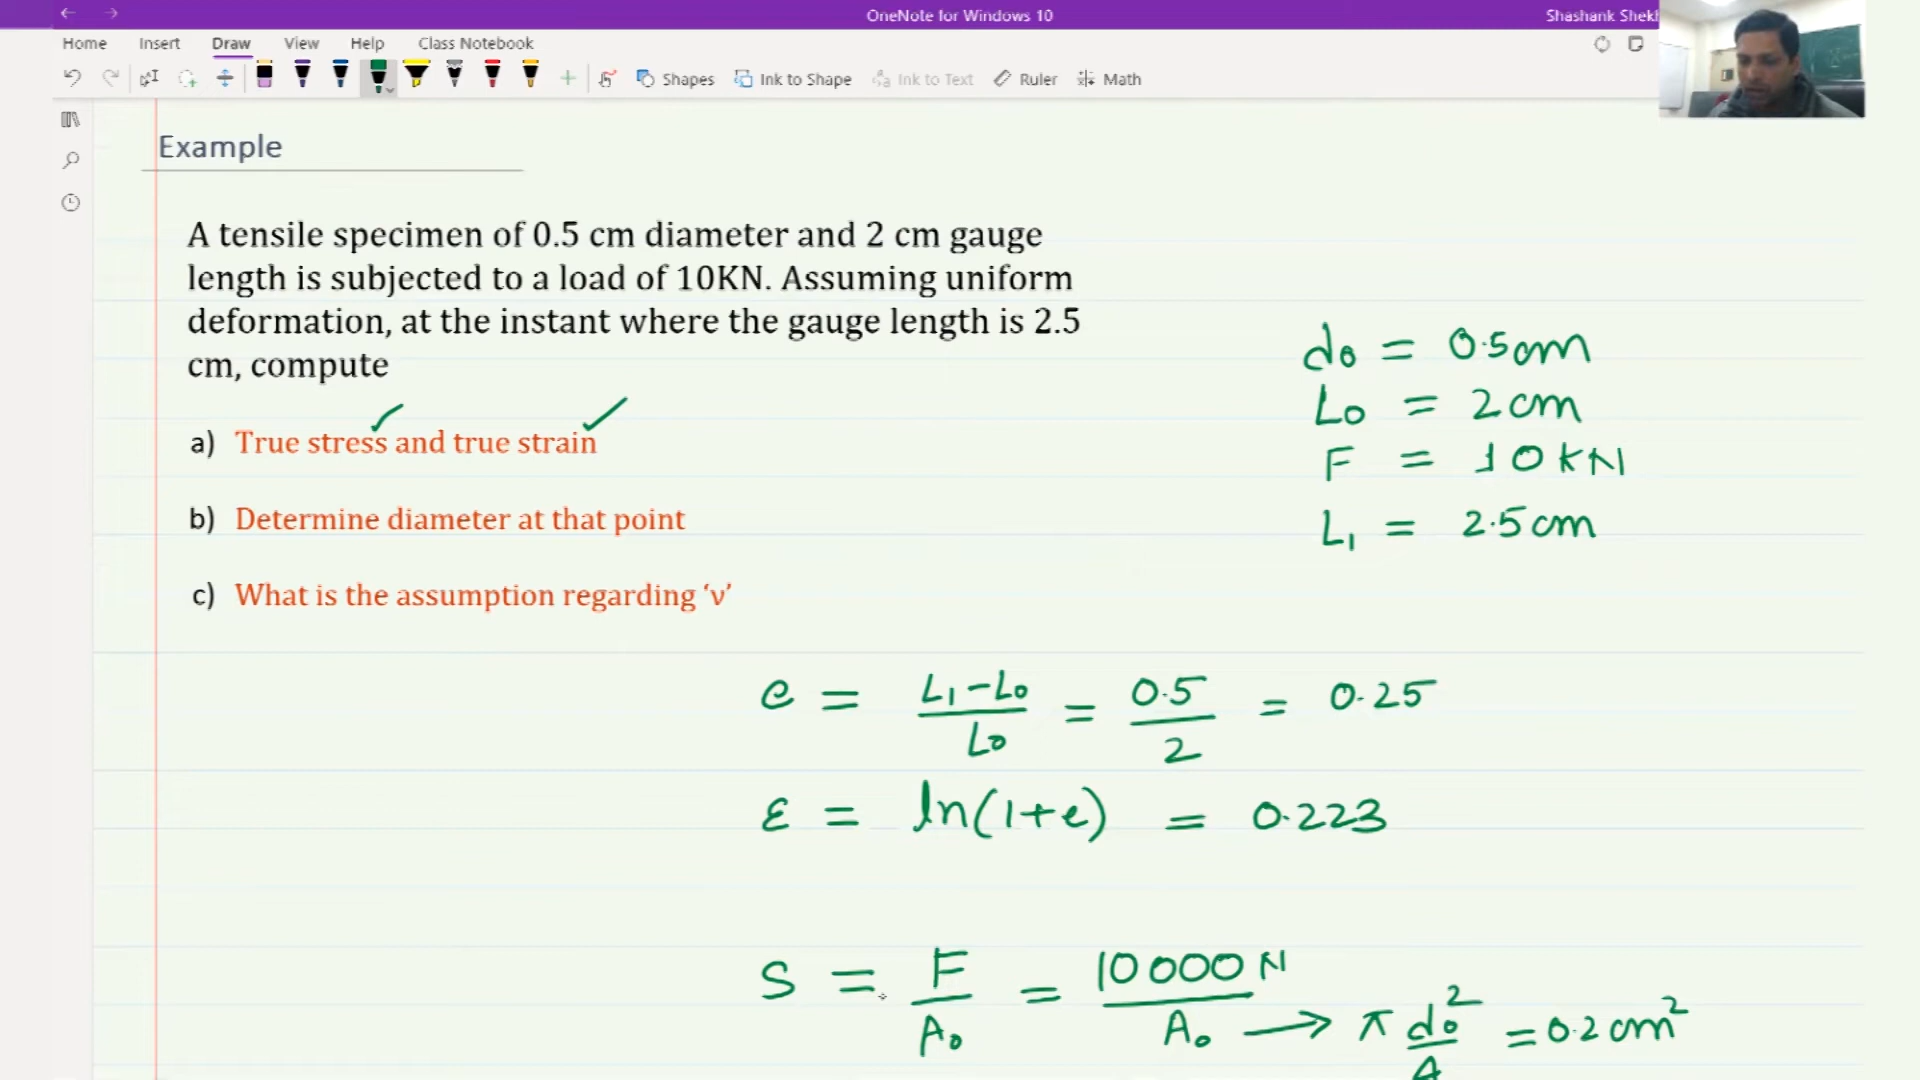 OneNote for Windows 10
Shashank Shekh
Home Insert Draw View Help Class Notebook
Shapes Ink to Shape Ink to Text Ruler Math
Example
A tensile specimen of 0.5 cm diameter and 2 cm gauge
length is subjected to a load of 10KN. Assuming uniform
deformation, at the instant where the gauge length is 2.5
cm, compute
a) True stress and true strain
b) Determine diameter at that point
c) What is the assumption regarding ‘ν’
d₀ = 0.5cm
L₀ = 2cm
F = 10KN
L₁ = 2.5cm
e = (L₁-L₀)/L₀ = 0.5/2 = 0.25
ε = ln(1+e) = 0.223
S = F/A₀ = 10000N/A₀ → π d₀²/4 = 0.2cm²